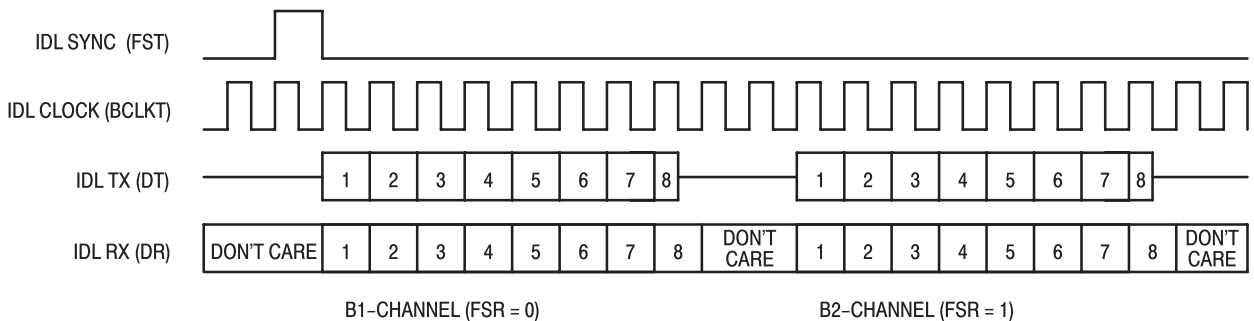 IDL SYNC (FST)
IDL CLOCK (BCLKT)
IDL TX (DT)
1 2 3 4 5 6 7 8 1 2 3 4 5 6 7 8
IDL RX (DR)
DON'T CARE 1 2 3 4 5 6 7 8 DON'T CARE 1 2 3 4 5 6 7 8 DON'T CARE
B1–CHANNEL (FSR = 0) B2–CHANNEL (FSR = 1)